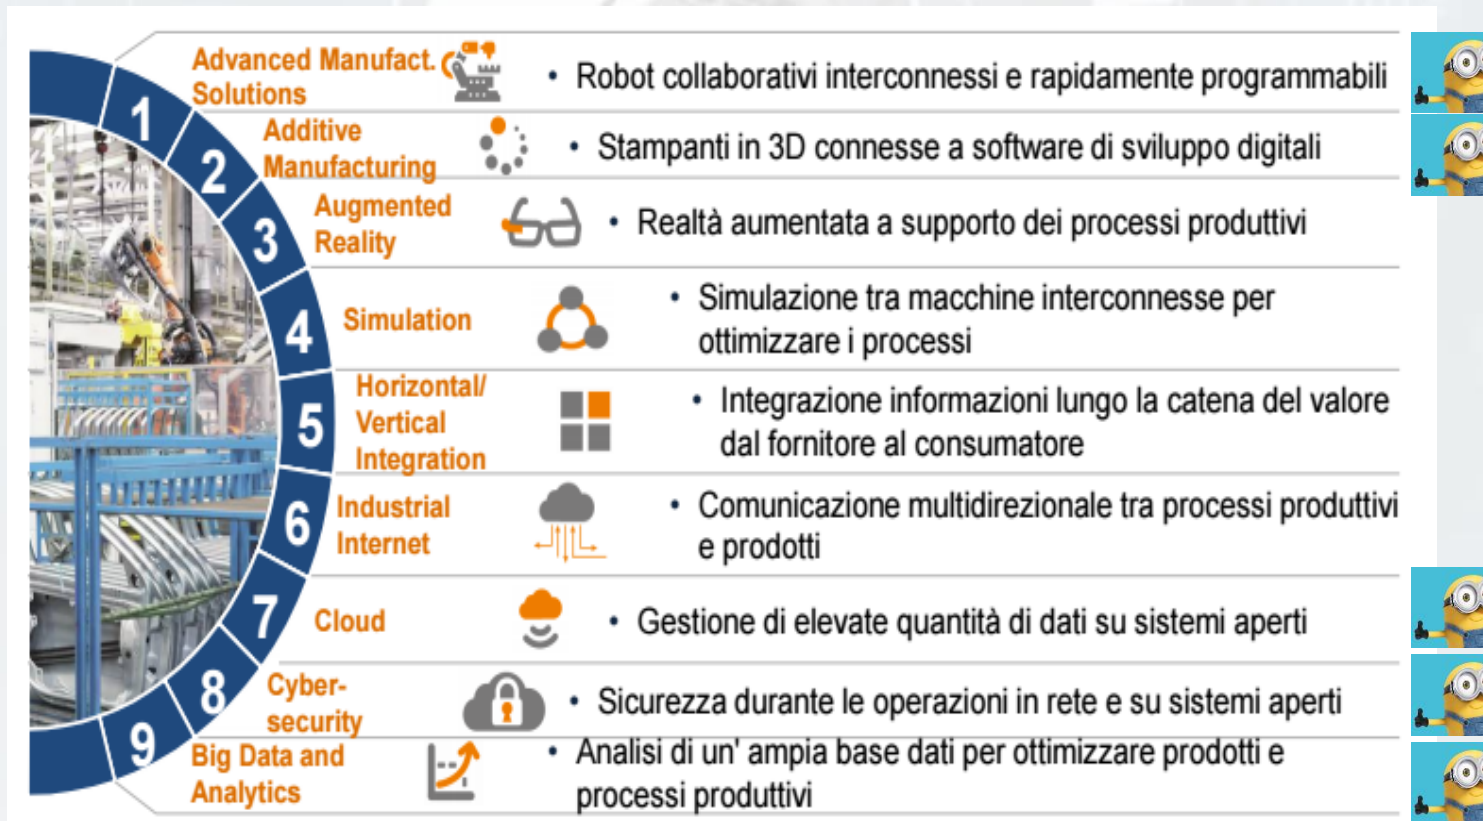 1
Advanced Manufact.
Solutions
• Robot collaborativi interconnessi e rapidamente programmabili
2
Additive
Manufacturing
• Stampanti in 3D connesse a software di sviluppo digitali
3
Augmented
Reality
• Realtà aumentata a supporto dei processi produttivi
4
Simulation
• Simulazione tra macchine interconnesse per
ottimizzare i processi
5
Horizontal/
Vertical
Integration
• Integrazione informazioni lungo la catena del valore
dal fornitore al consumatore
6
Industrial
Internet
• Comunicazione multidirezionale tra processi produttivi
e prodotti
7
Cloud
• Gestione di elevate quantità di dati su sistemi aperti
8
Cyber-
security
• Sicurezza durante le operazioni in rete e su sistemi aperti
9
Big Data and
Analytics
• Analisi di un' ampia base dati per ottimizzare prodotti e
processi produttivi